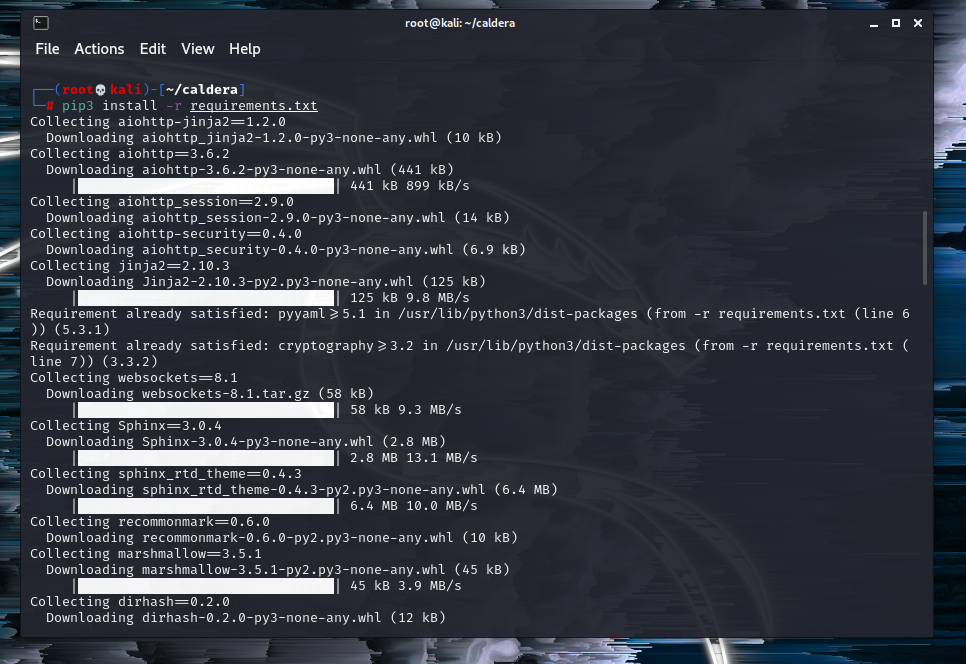 root@kali: ~/caldera
File Actions Edit View Help
┌──(root💀kali)-[~/caldera]
└─# pip3 install -r requirements.txt
Collecting aiohttp-jinja2==1.2.0
  Downloading aiohttp_jinja2-1.2.0-py3-none-any.whl (10 kB)
Collecting aiohttp==3.6.2
  Downloading aiohttp-3.6.2-py3-none-any.whl (441 kB)
     |████████████████████████████████| 441 kB 899 kB/s
Collecting aiohttp_session==2.9.0
  Downloading aiohttp_session-2.9.0-py3-none-any.whl (14 kB)
Collecting aiohttp-security==0.4.0
  Downloading aiohttp_security-0.4.0-py3-none-any.whl (6.9 kB)
Collecting jinja2==2.10.3
  Downloading Jinja2-2.10.3-py2.py3-none-any.whl (125 kB)
     |████████████████████████████████| 125 kB 9.8 MB/s
Requirement already satisfied: pyyaml>=5.1 in /usr/lib/python3/dist-packages (from -r requirements.txt (line 6
)) (5.3.1)
Requirement already satisfied: cryptography>=3.2 in /usr/lib/python3/dist-packages (from -r requirements.txt (
line 7)) (3.3.2)
Collecting websockets==8.1
  Downloading websockets-8.1.tar.gz (58 kB)
     |████████████████████████████████| 58 kB 9.3 MB/s
Collecting Sphinx==3.0.4
  Downloading Sphinx-3.0.4-py3-none-any.whl (2.8 MB)
     |████████████████████████████████| 2.8 MB 13.1 MB/s
Collecting sphinx_rtd_theme==0.4.3
  Downloading sphinx_rtd_theme-0.4.3-py2.py3-none-any.whl (6.4 MB)
     |████████████████████████████████| 6.4 MB 10.0 MB/s
Collecting recommonmark==0.6.0
  Downloading recommonmark-0.6.0-py2.py3-none-any.whl (10 kB)
Collecting marshmallow==3.5.1
  Downloading marshmallow-3.5.1-py2.py3-none-any.whl (45 kB)
     |████████████████████████████████| 45 kB 3.9 MB/s
Collecting dirhash==0.2.0
  Downloading dirhash-0.2.0-py3-none-any.whl (12 kB)